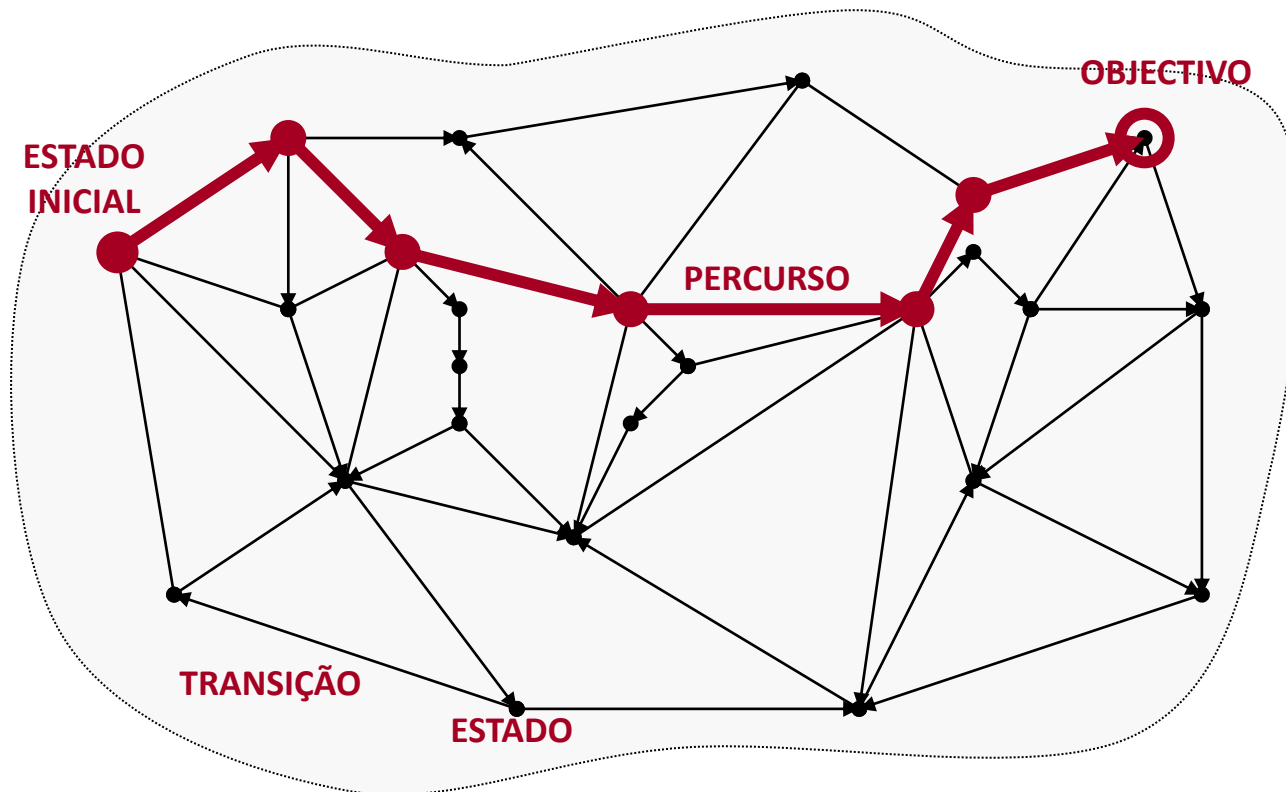 OBJECTIVO
ESTADO
INICIAL
PERCURSO
TRANSIÇÃO
ESTADO